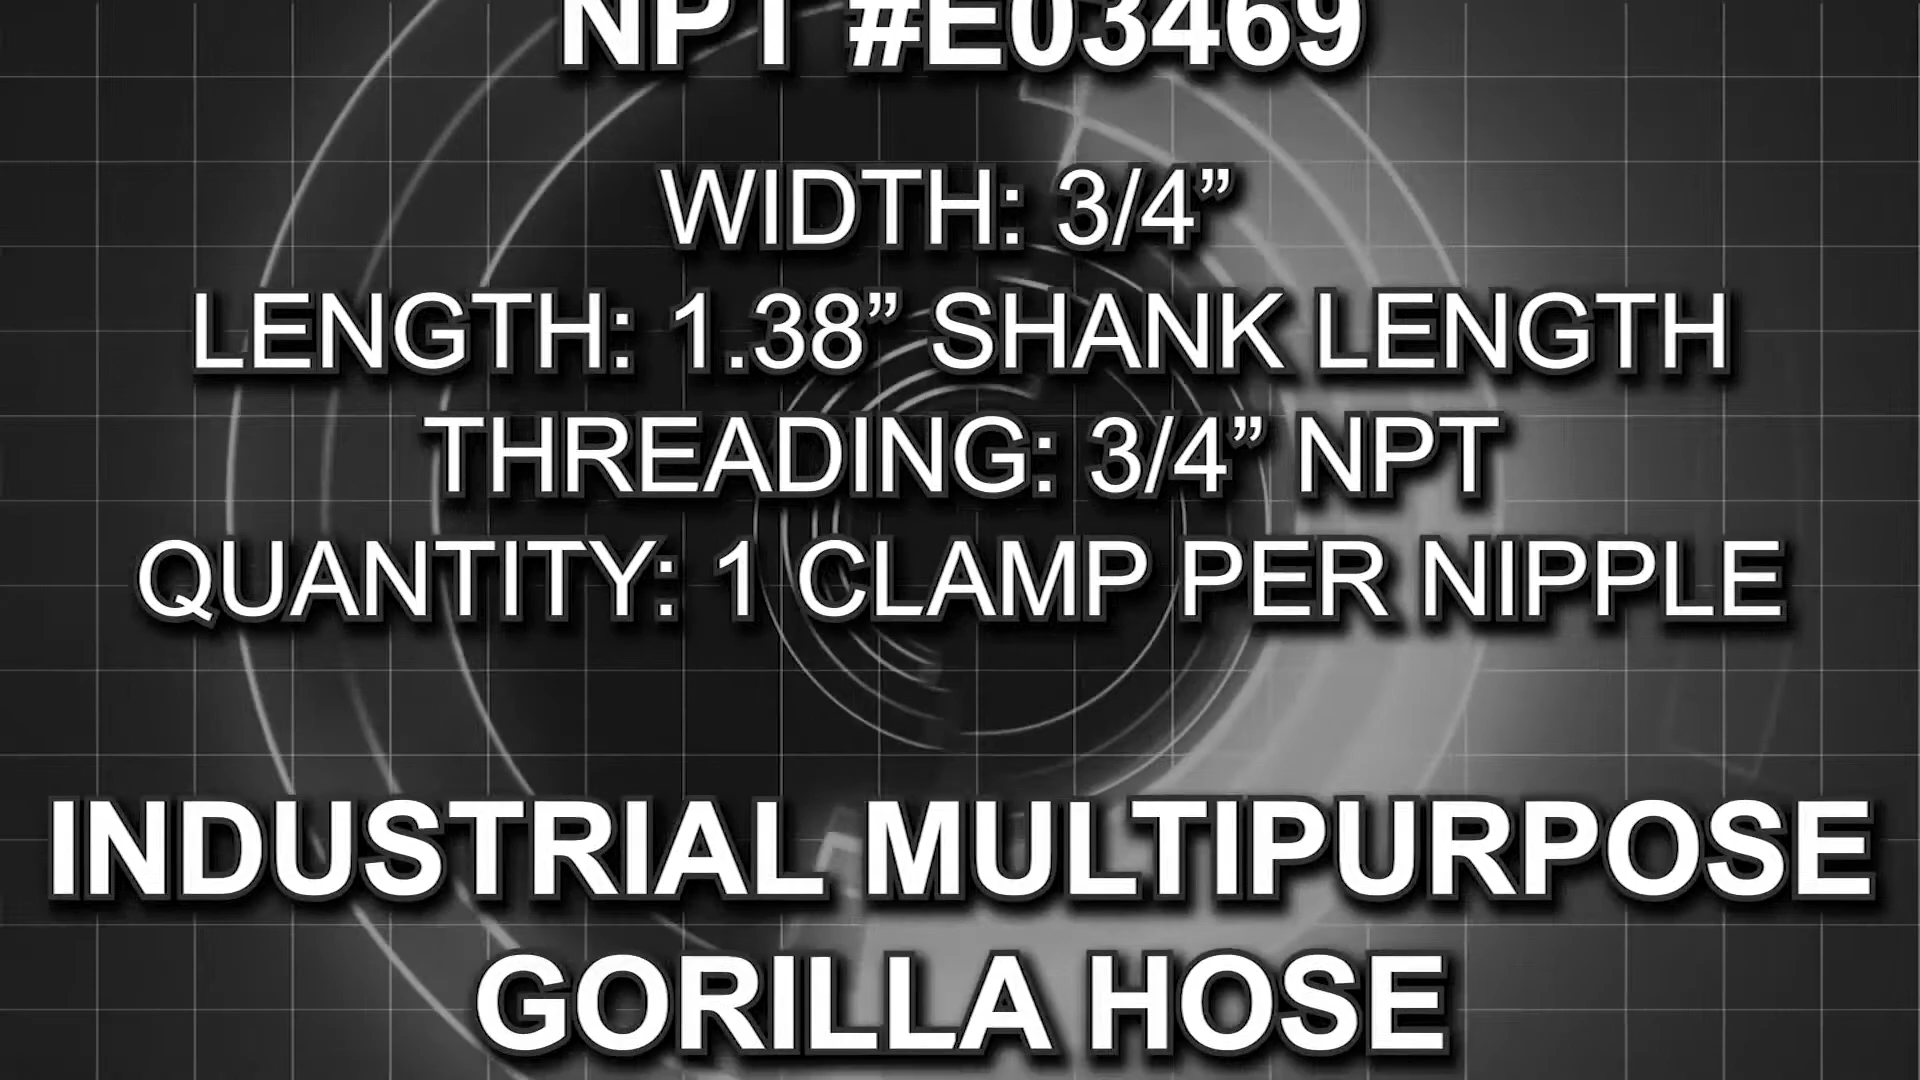 NPT #E03469
WIDTH: 3/4”
LENGTH: 1.38” SHANK LENGTH
THREADING: 3/4” NPT
QUANTITY: 1 CLAMP PER NIPPLE
INDUSTRIAL MULTIPURPOSE
GORILLA HOSE